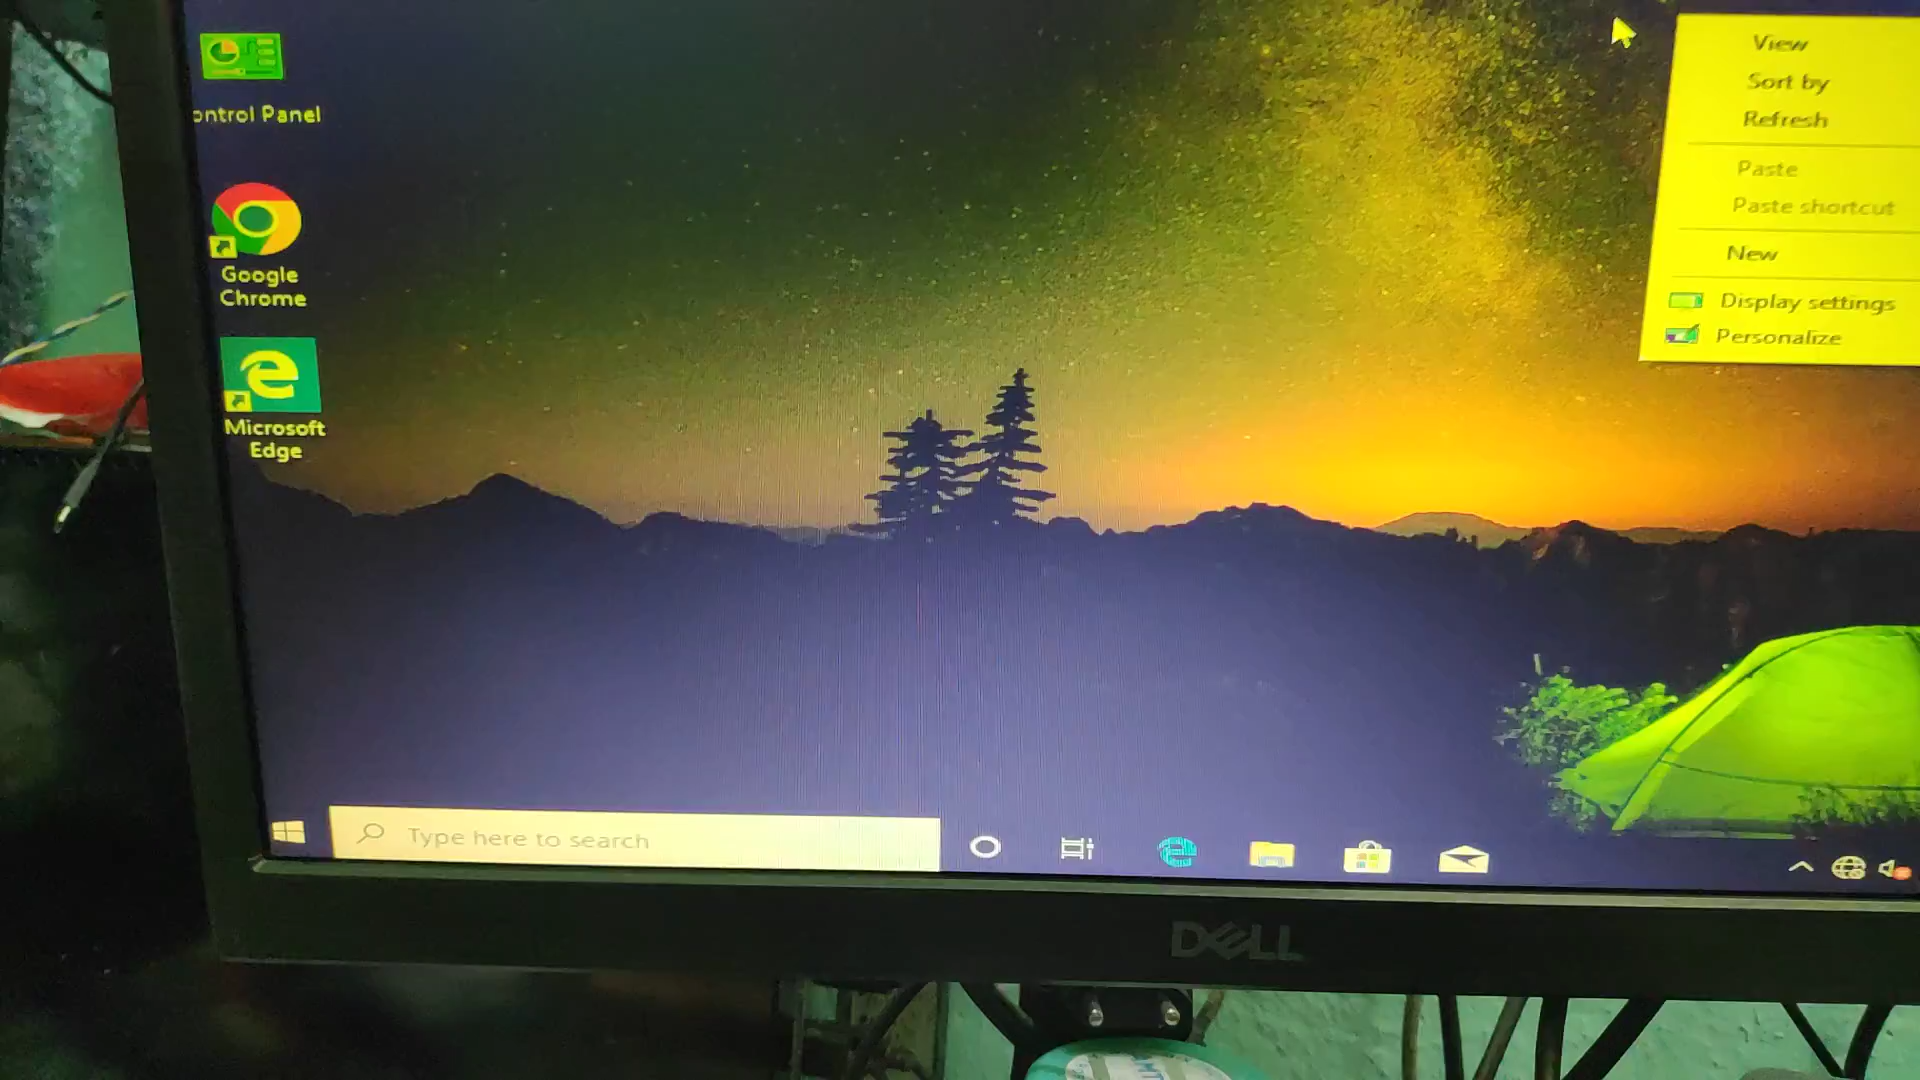 ontrol Panel
Google
Chrome
Microsoft
Edge
View
Sort by
Refresh
Paste
Paste shortcut
New
Display settings
Personalize
Type here to search
DELL